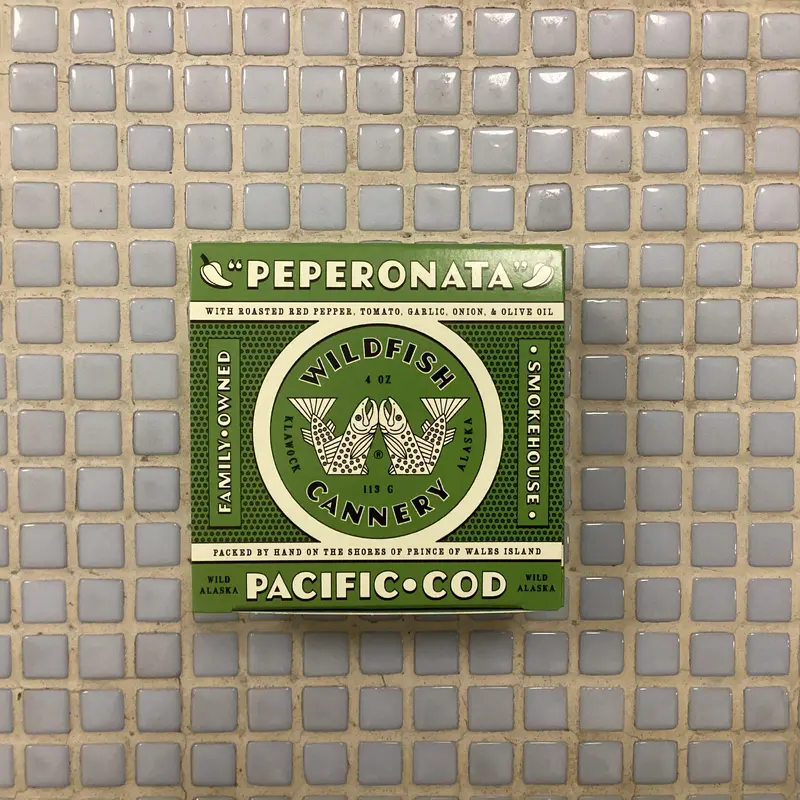 "PEPERONATA"
WITH ROASTED RED PEPPER, TOMATO, GARLIC, ONION, & OLIVE OIL
FAMILY•OWNED
WILDFISH
4 OZ
KLAWOCK
ALASKA
®
113 G
CANNERY
• SMOKEHOUSE •
PACKED BY HAND ON THE SHORES OF PRINCE OF WALES ISLAND
WILD
ALASKA
PACIFIC•COD
WILD
ALASKA